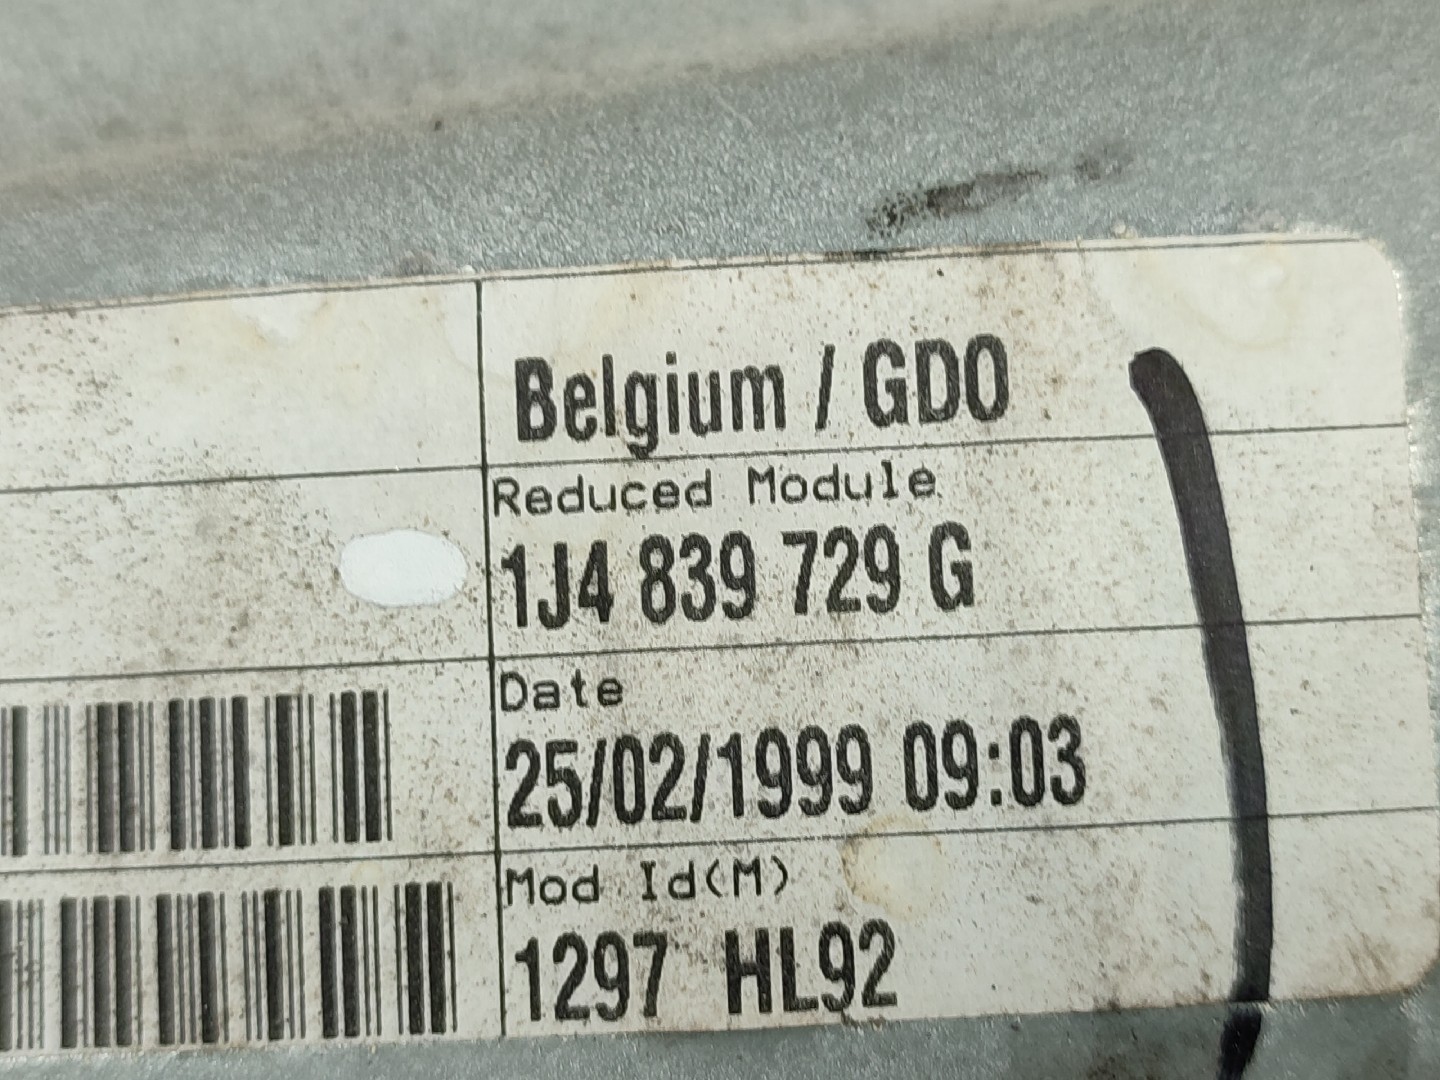 Belgium / GDO
Reduced Module
1J4 839 729 G
Date
25/02/1999 09:03
Mod Id(M)
1297 HL92